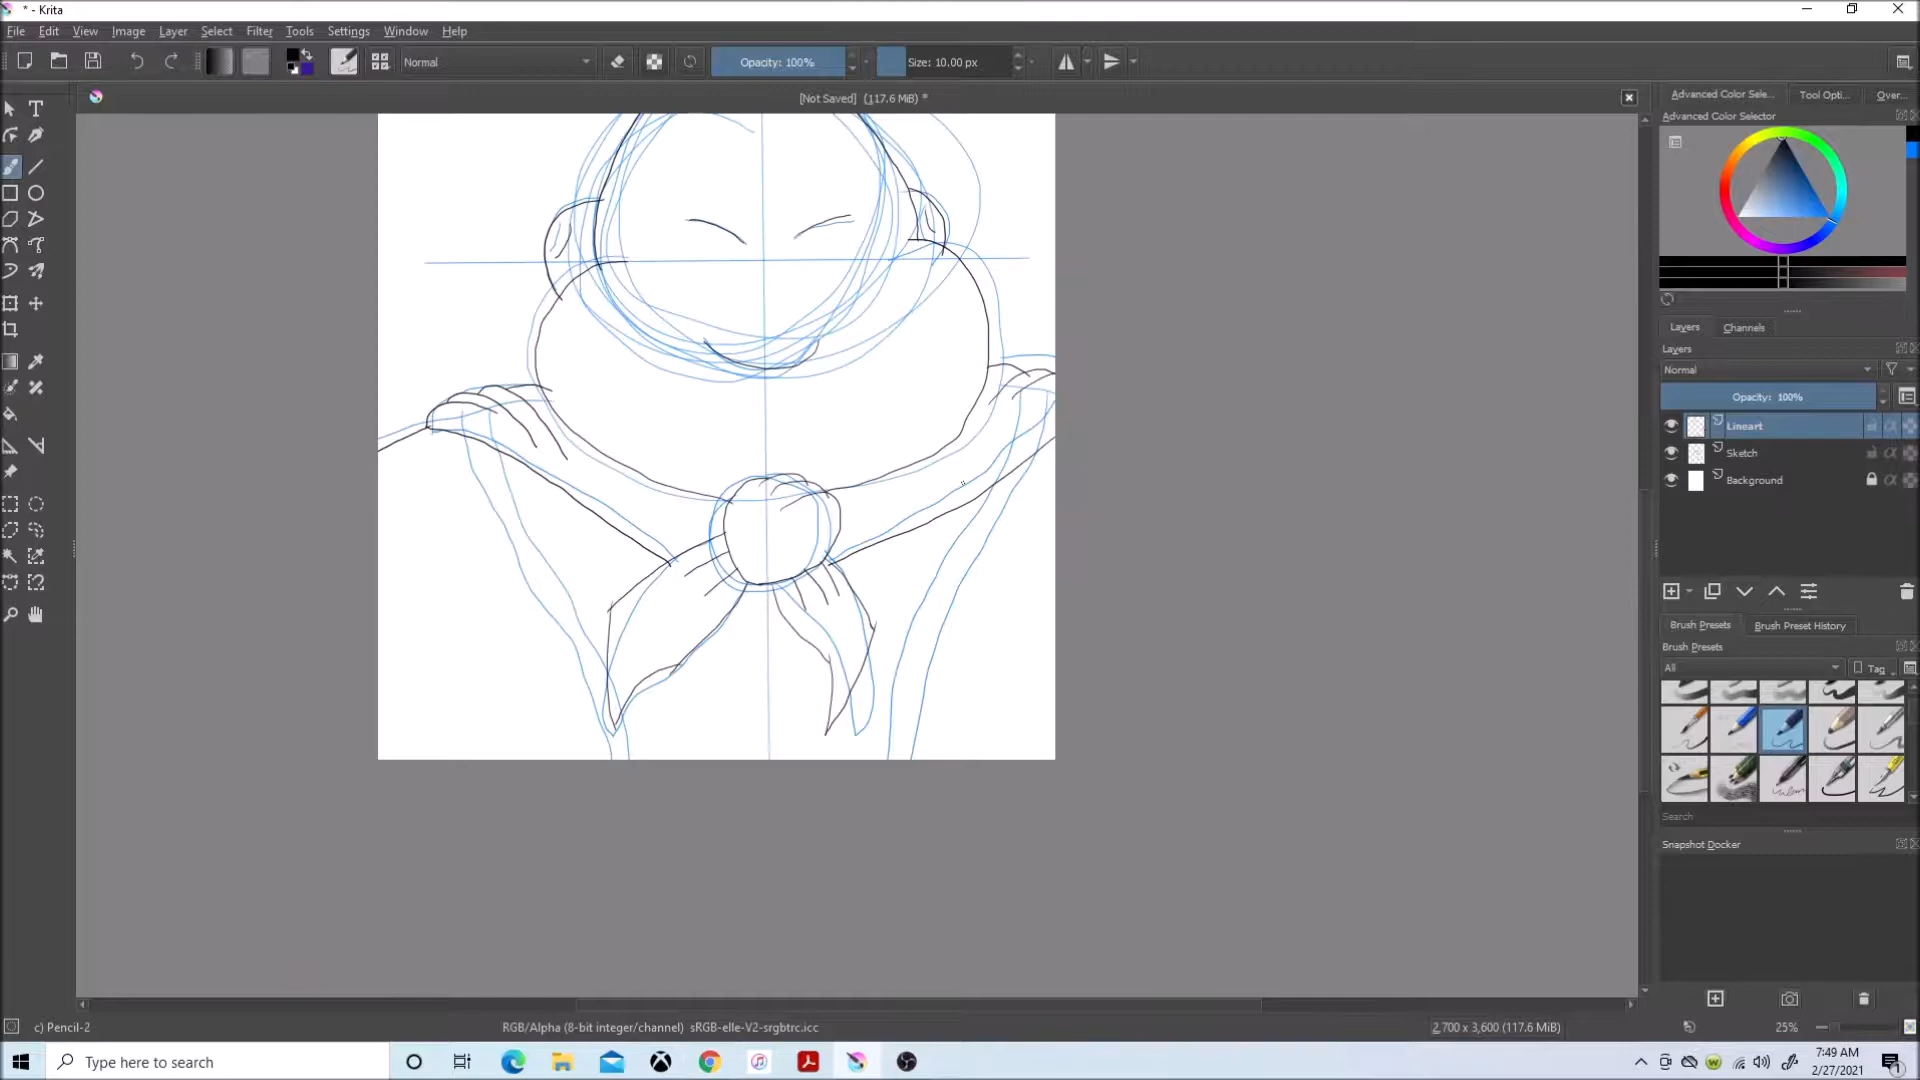 * - Krita
File Edit View Image Layer Select Filter Tools Settings Window Help
Normal
Opacity: 100%
Size: 10.00 px
[Not Saved] (117.6 MiB) *
Advanced Color Sele... Tool Opti... Over...
Advanced Color Selector
Layers Channels
Layers
Normal
Opacity: 100%
Lineart
Sketch
Background
Brush Presets Brush Preset History
Brush Presets
All
Tag
Search
Snapshot Docker
c) Pencil-2
RGB/Alpha (8-bit integer/channel) sRGB-elle-V2-srgbtrc.icc
2,700 x 3,600 (117.6 MiB)
25%
Type here to search
7:49 AM
2/27/2021